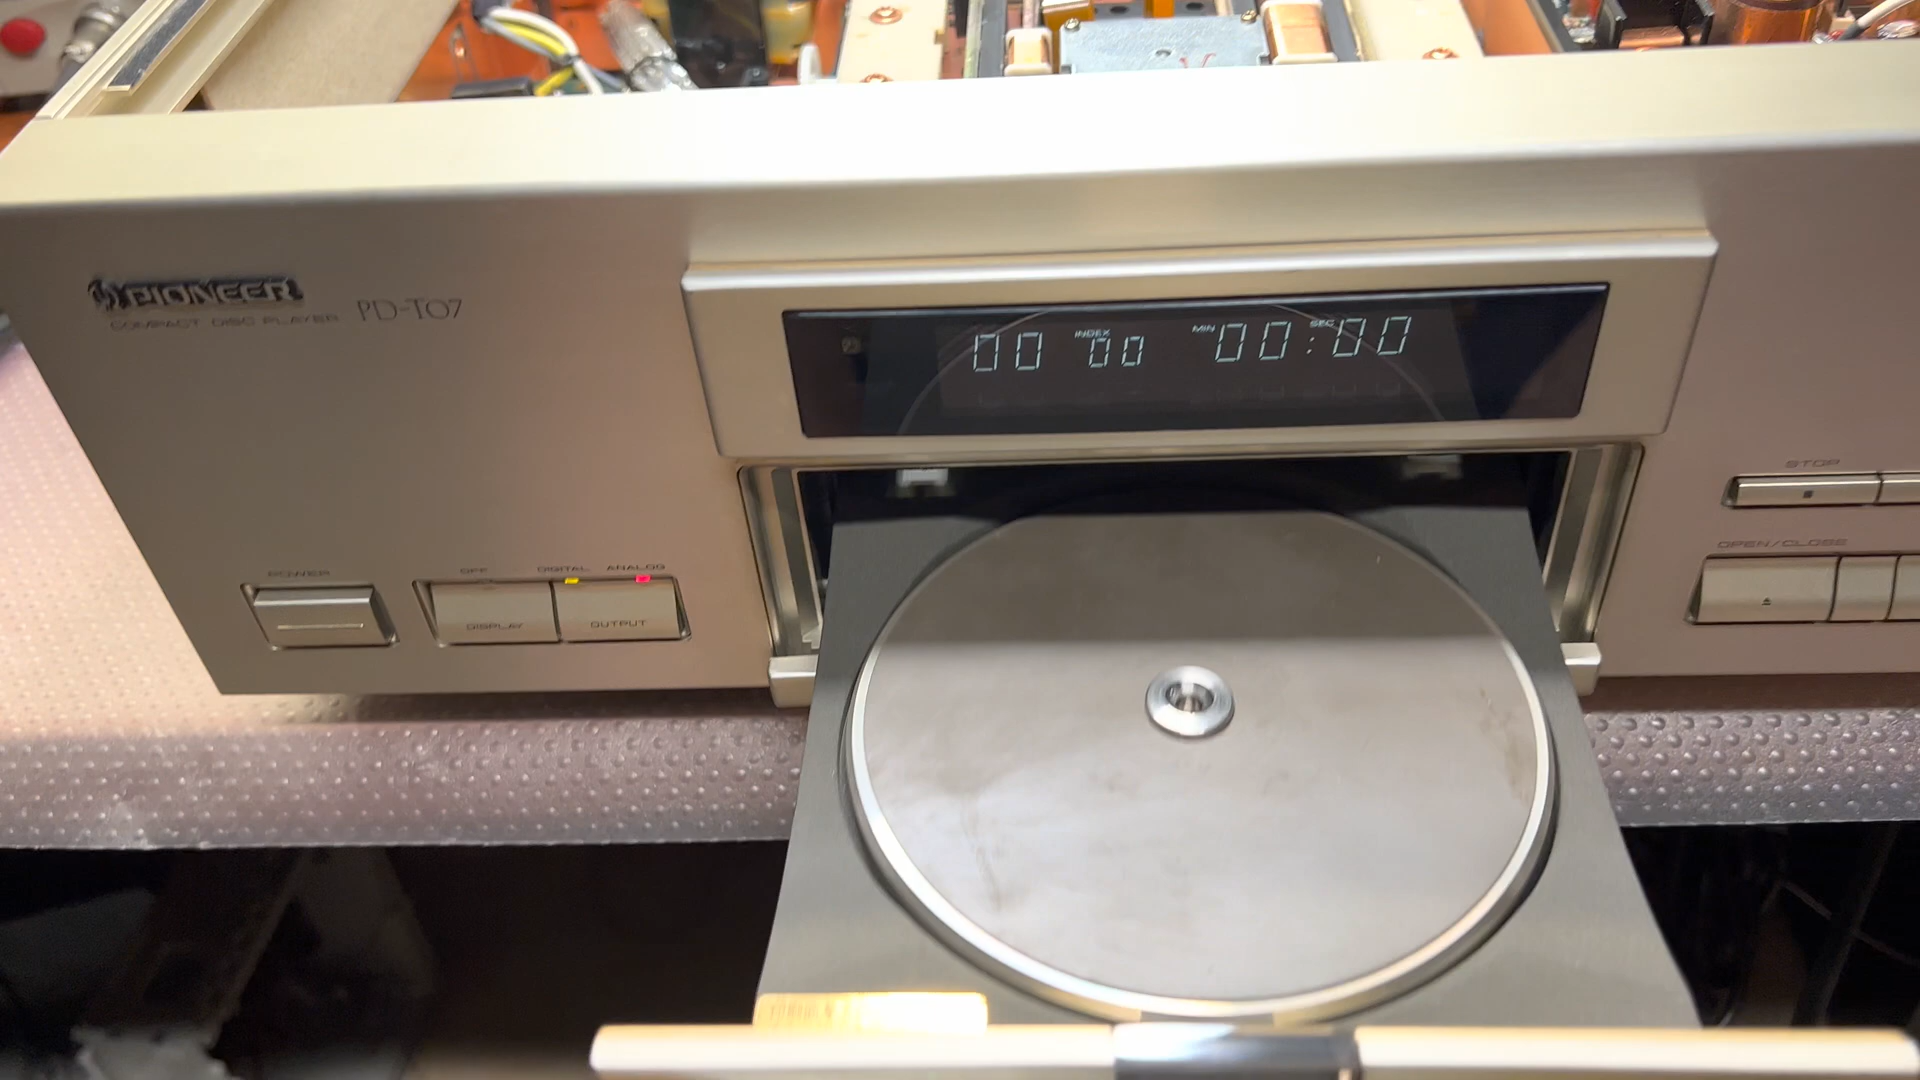 PIONEER
COMPACT DISC PLAYER PD-T07
INDEX MIN SEC
00 00 00:00
STOP
OPEN/CLOSE
POWER OFF DIGITAL ANALOG
DISPLAY OUTPUT